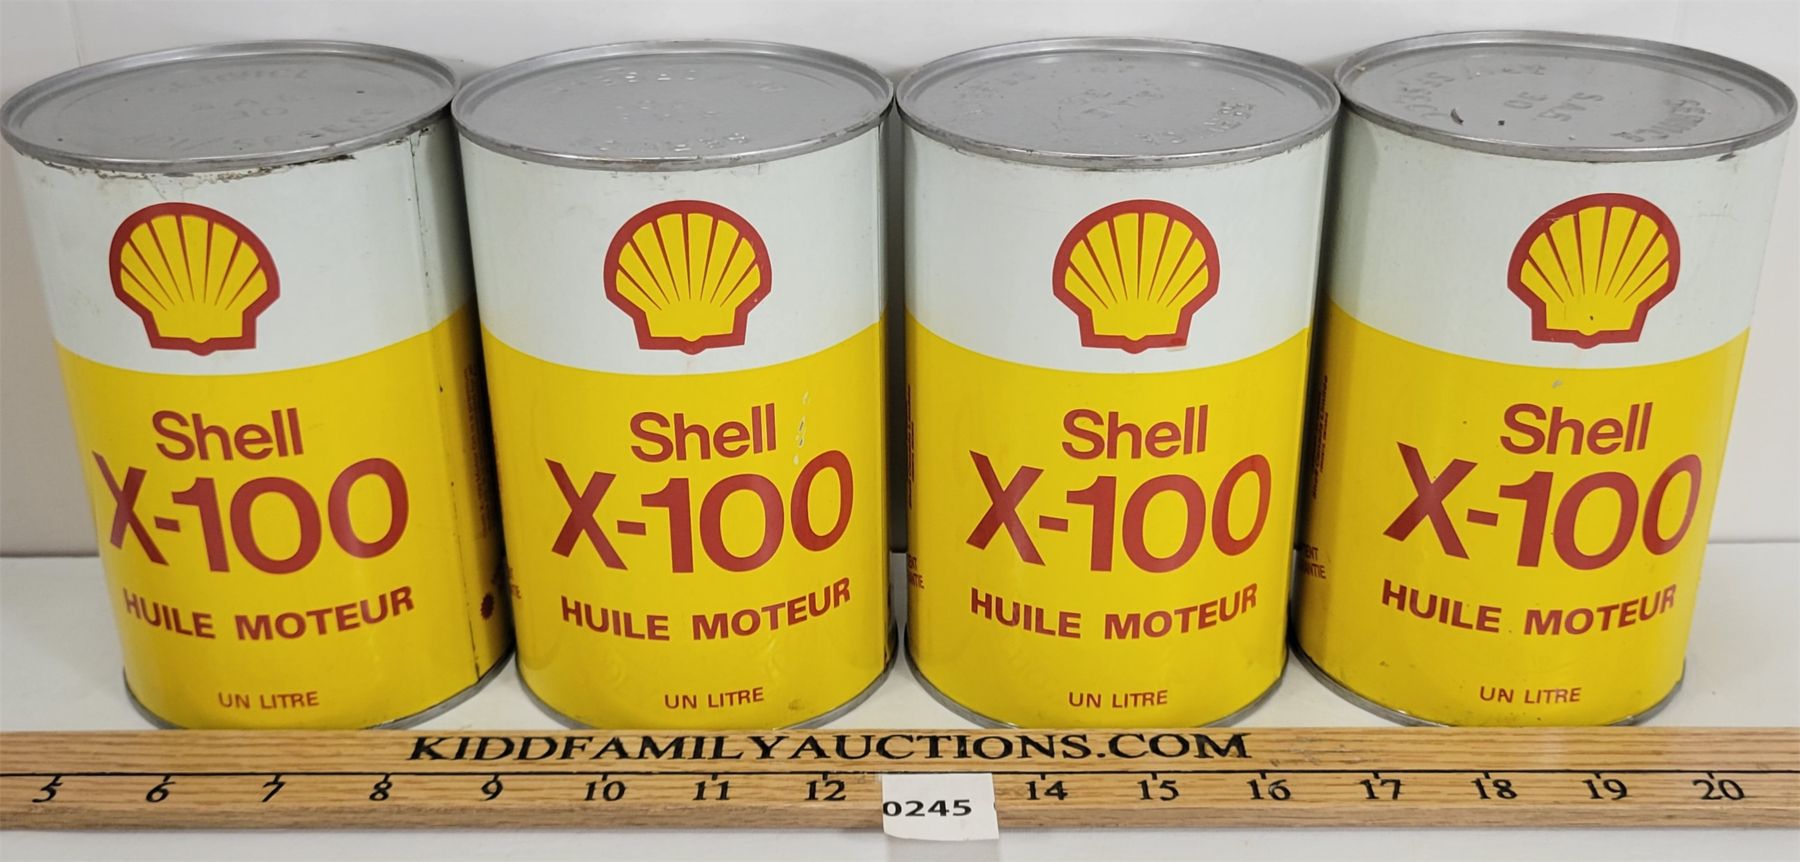 Shell
X-100
HUILE MOTEUR
UN LITRE
Shell
X-100
HUILE MOTEUR
UN LITRE
Shell
X-100
HUILE MOTEUR
UN LITRE
Shell
X-100
HUILE MOTEUR
UN LITRE
KIDDFAMILYAUCTIONS.COM
5 6 7 8 9 10 11 12 14 15 16 17 18 19 20
0245